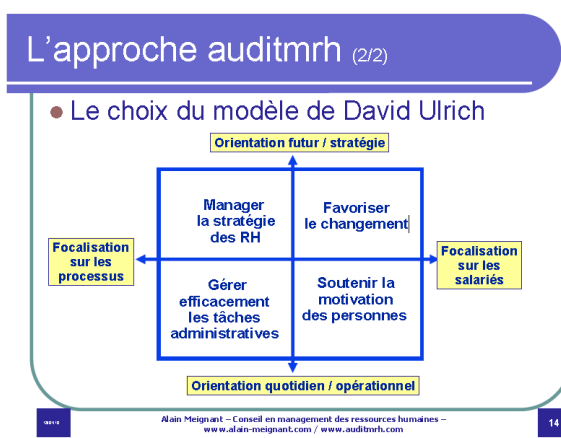 L'approche auditmrh (2/2)
Le choix du modèle de David Ulrich
Orientation futur / stratégie
Manager
la stratégie
des RH
Favoriser
le changement
Focalisation
sur les
processus
Focalisation
sur les
salariés
Gérer
efficacement
les tâches
administratives
Soutenir la
motivation
des personnes
Orientation quotidien / opérationnel
Alain Meignant – Conseil en management des ressources humaines –
www.alain-meignant.com / www.auditmrh.com
14